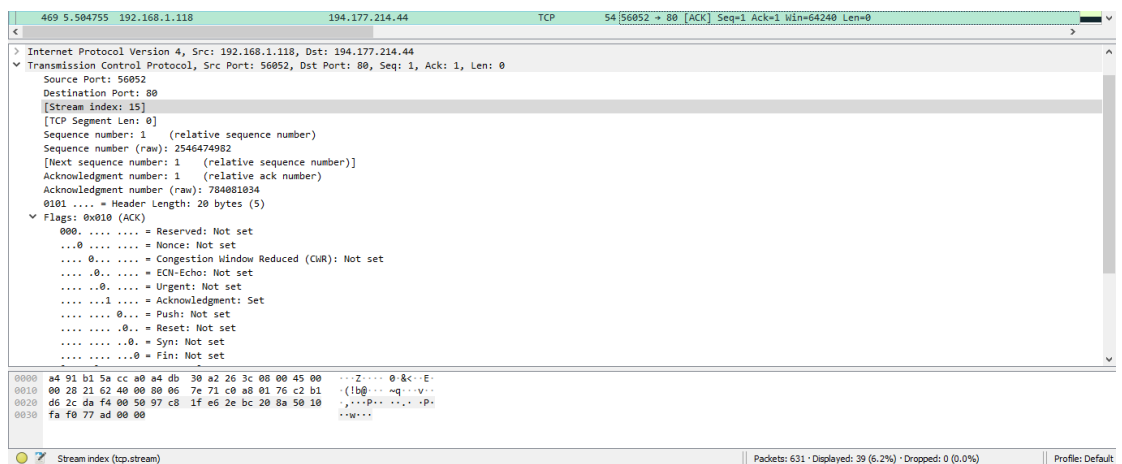 469 5.504755 192.168.1.118 194.177.214.44 TCP 54 56052 → 80 [ACK] Seq=1 Ack=1 Win=64240 Len=0
Internet Protocol Version 4, Src: 192.168.1.118, Dst: 194.177.214.44
Transmission Control Protocol, Src Port: 56052, Dst Port: 80, Seq: 1, Ack: 1, Len: 0
Source Port: 56052
Destination Port: 80
[Stream index: 15]
[TCP Segment Len: 0]
Sequence number: 1 (relative sequence number)
Sequence number (raw): 2546474982
[Next sequence number: 1 (relative sequence number)]
Acknowledgment number: 1 (relative ack number)
Acknowledgment number (raw): 784081034
0101 .... = Header Length: 20 bytes (5)
Flags: 0x010 (ACK)
000. .... .... = Reserved: Not set
...0 .... .... = Nonce: Not set
.... 0... .... = Congestion Window Reduced (CWR): Not set
.... .0.. .... = ECN-Echo: Not set
.... ..0. .... = Urgent: Not set
.... ...1 .... = Acknowledgment: Set
.... .... 0... = Push: Not set
.... .... .0.. = Reset: Not set
.... .... ..0. = Syn: Not set
.... .... ...0 = Fin: Not set
0000 a4 91 b1 5a cc a0 a4 db 30 a2 26 3c 08 00 45 00 ···Z···· 0·&<··E·
0010 00 28 21 62 40 00 80 06 7e 71 c0 a8 01 76 c2 b1 ·(!b@··· ~q···v··
0020 d6 2c da f4 00 50 97 c8 1f e6 2e bc 20 8a 50 10 ·,···P·· ··.· ·P·
0030 fa f0 77 ad 00 00 ··w···
Stream index (tcp.stream) Packets: 631 · Displayed: 39 (6.2%) · Dropped: 0 (0.0%) Profile: Default